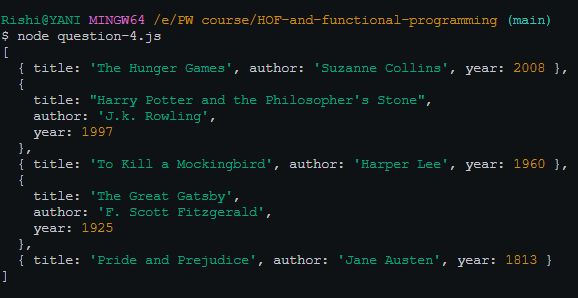 Rishi@YANI MINGW64 /e/PW course/HOF-and-functional-programming (main)
$ node question-4.js
[
  { title: 'The Hunger Games', author: 'Suzanne Collins', year: 2008 },
  {
    title: "Harry Potter and the Philosopher's Stone",
    author: 'J.k. Rowling',
    year: 1997
  },
  { title: 'To Kill a Mockingbird', author: 'Harper Lee', year: 1960 },
  {
    title: 'The Great Gatsby',
    author: 'F. Scott Fitzgerald',
    year: 1925
  },
  { title: 'Pride and Prejudice', author: 'Jane Austen', year: 1813 }
]